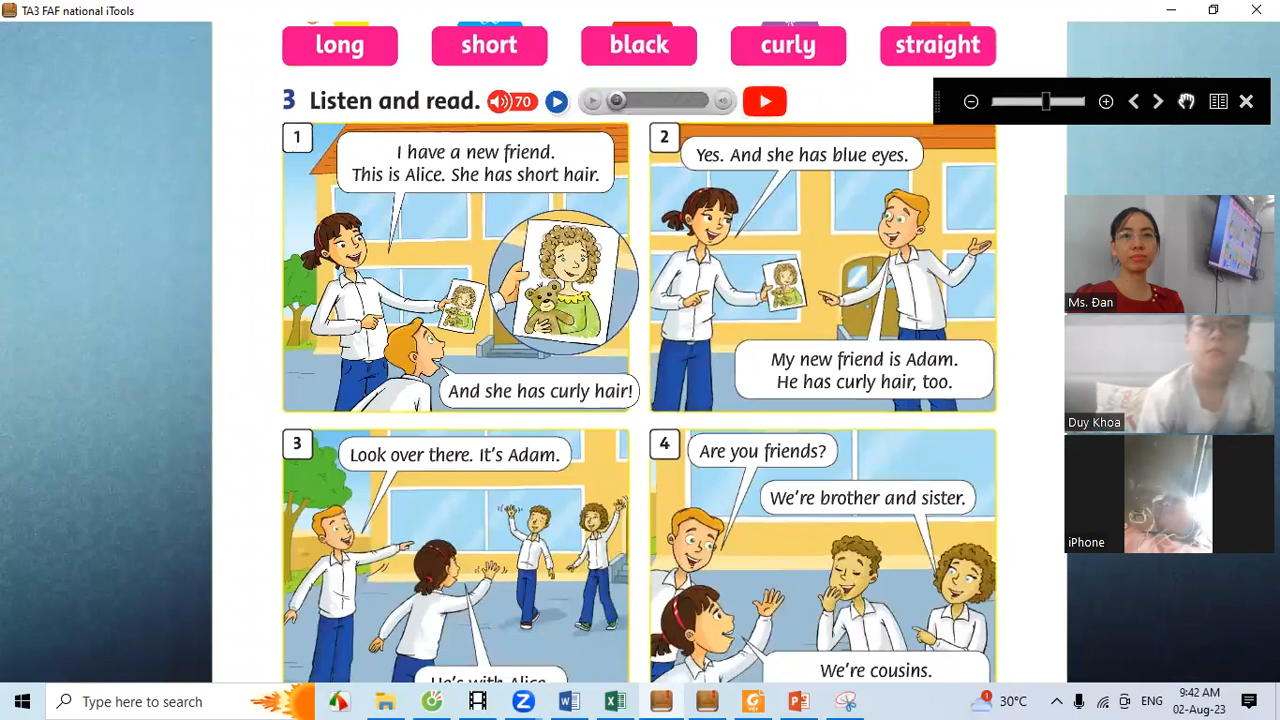 TA3 FAF national iTools
long
short
black
curly
straight
3 Listen and read. 70
1
I have a new friend.
This is Alice. She has short hair.
And she has curly hair!
2
Yes. And she has blue eyes.
My new friend is Adam.
He has curly hair, too.
3
Look over there. It's Adam.
He's with Alice.
4
Are you friends?
We're brother and sister.
We're cousins.
Ms. Đan
Duy Khoa
iPhone
Type here to search
30°C
ENG
9:42 AM
02-Aug-23